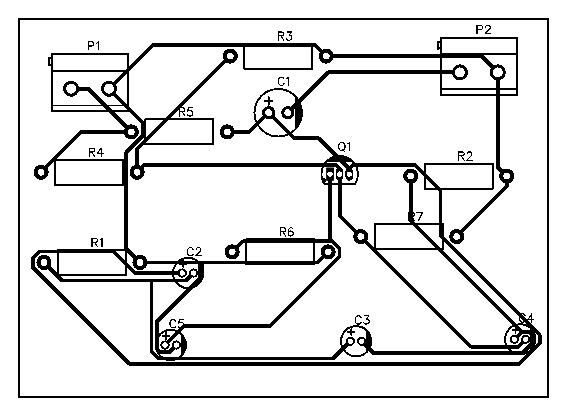 P2
R3
P1
C1
+
R5
Q1
R4
R2
R7
R6
R1
C2
+
C5
+
C3
+
C4
+